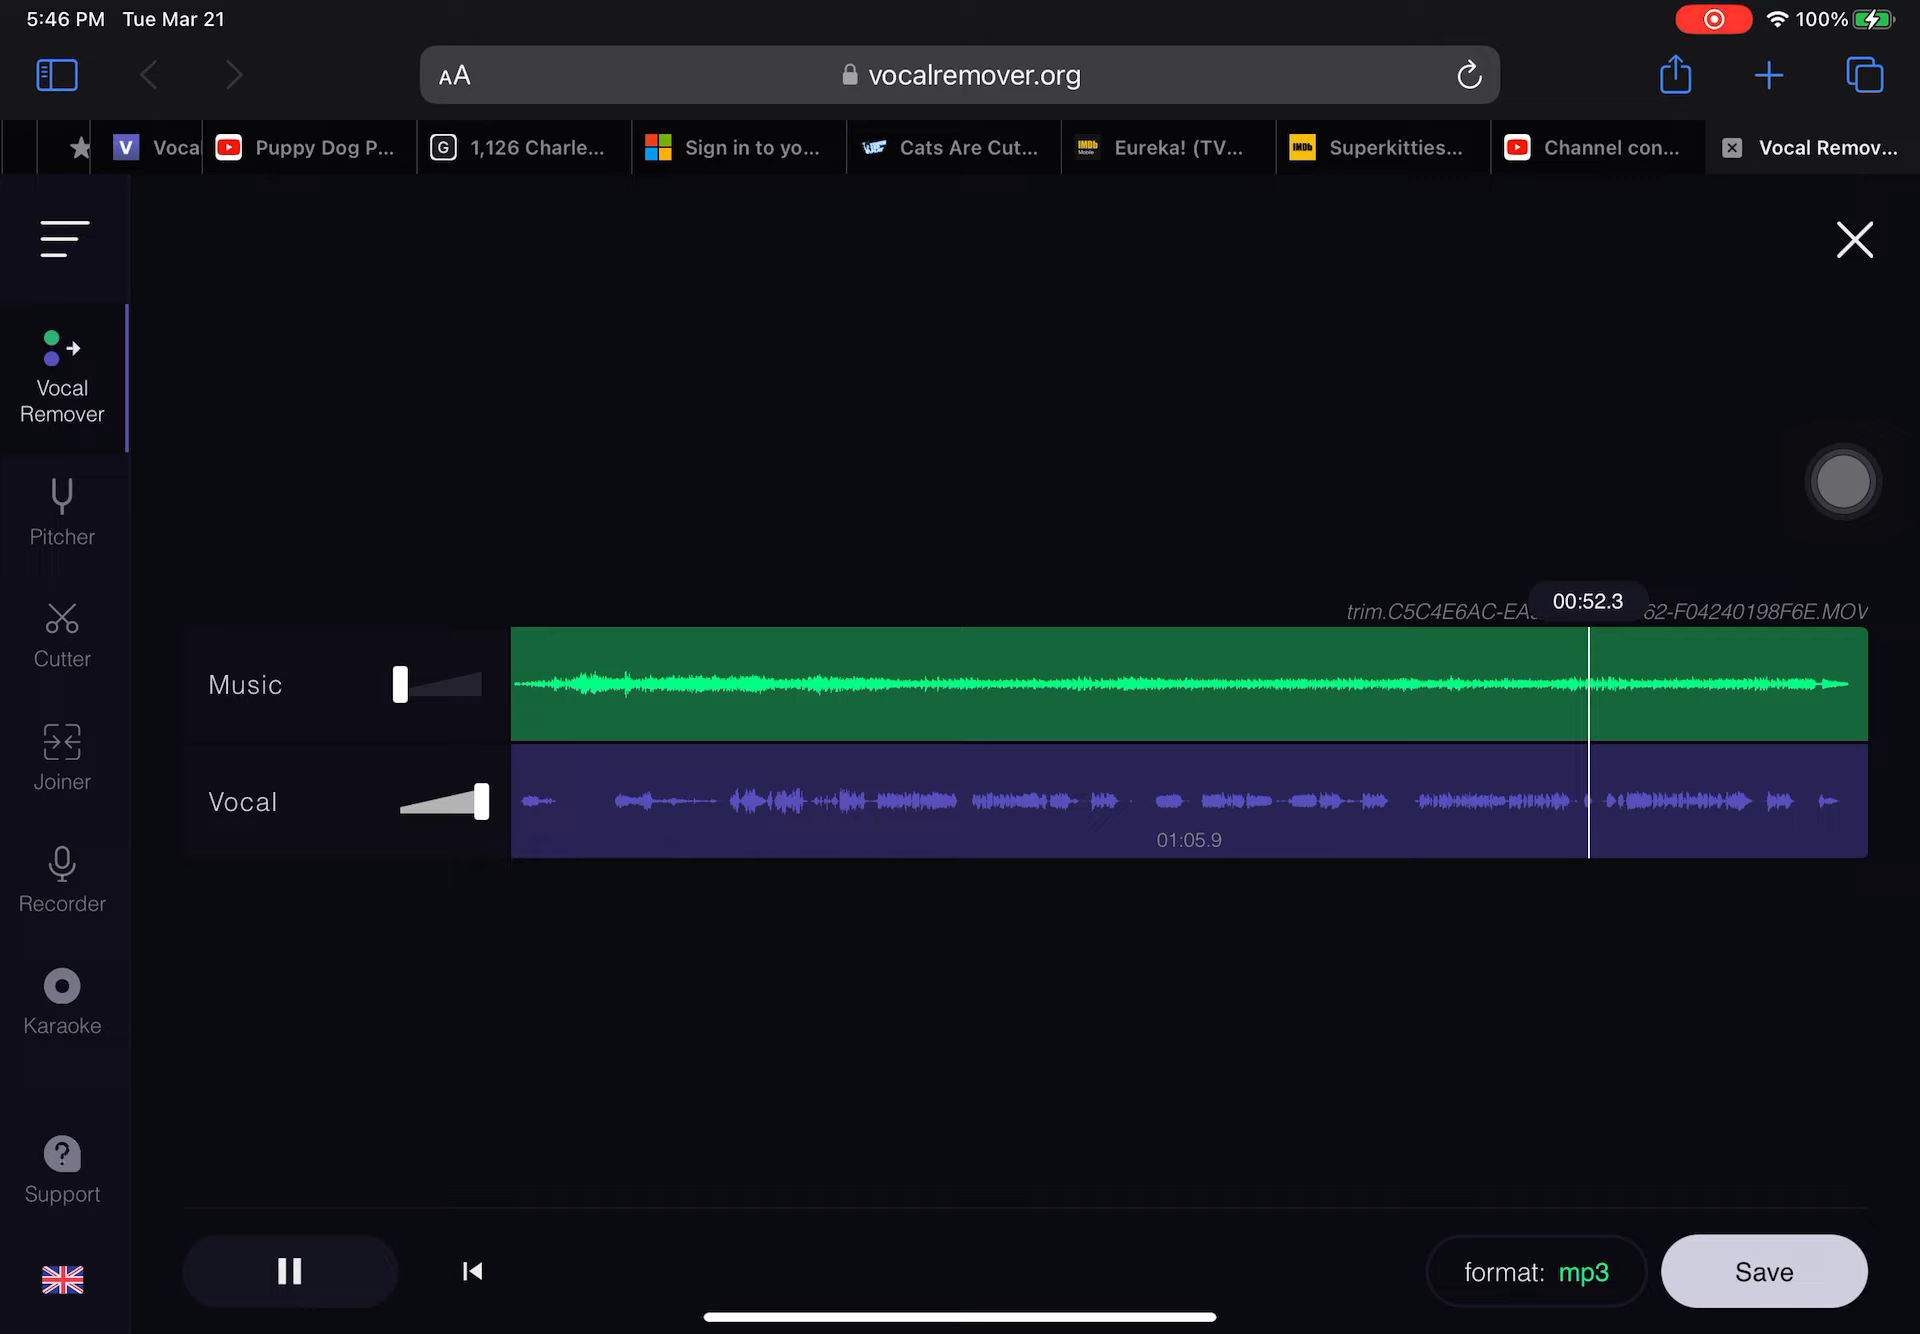 5:46 PM Tue Mar 21
100%
AA
vocalremover.org
Voca
Puppy Dog P...
1,126 Charle...
Sign in to yo...
Cats Are Cut...
Eureka! (TV...
Superkitties...
Channel con...
Vocal Remov...
Vocal
Remover
Pitcher
Cutter
Joiner
Recorder
Karaoke
Support
00:52.3
trim.C5C4E6AC-EA 62-F04240198F6E.MOV
Music
Vocal
01:05.9
format: mp3
Save